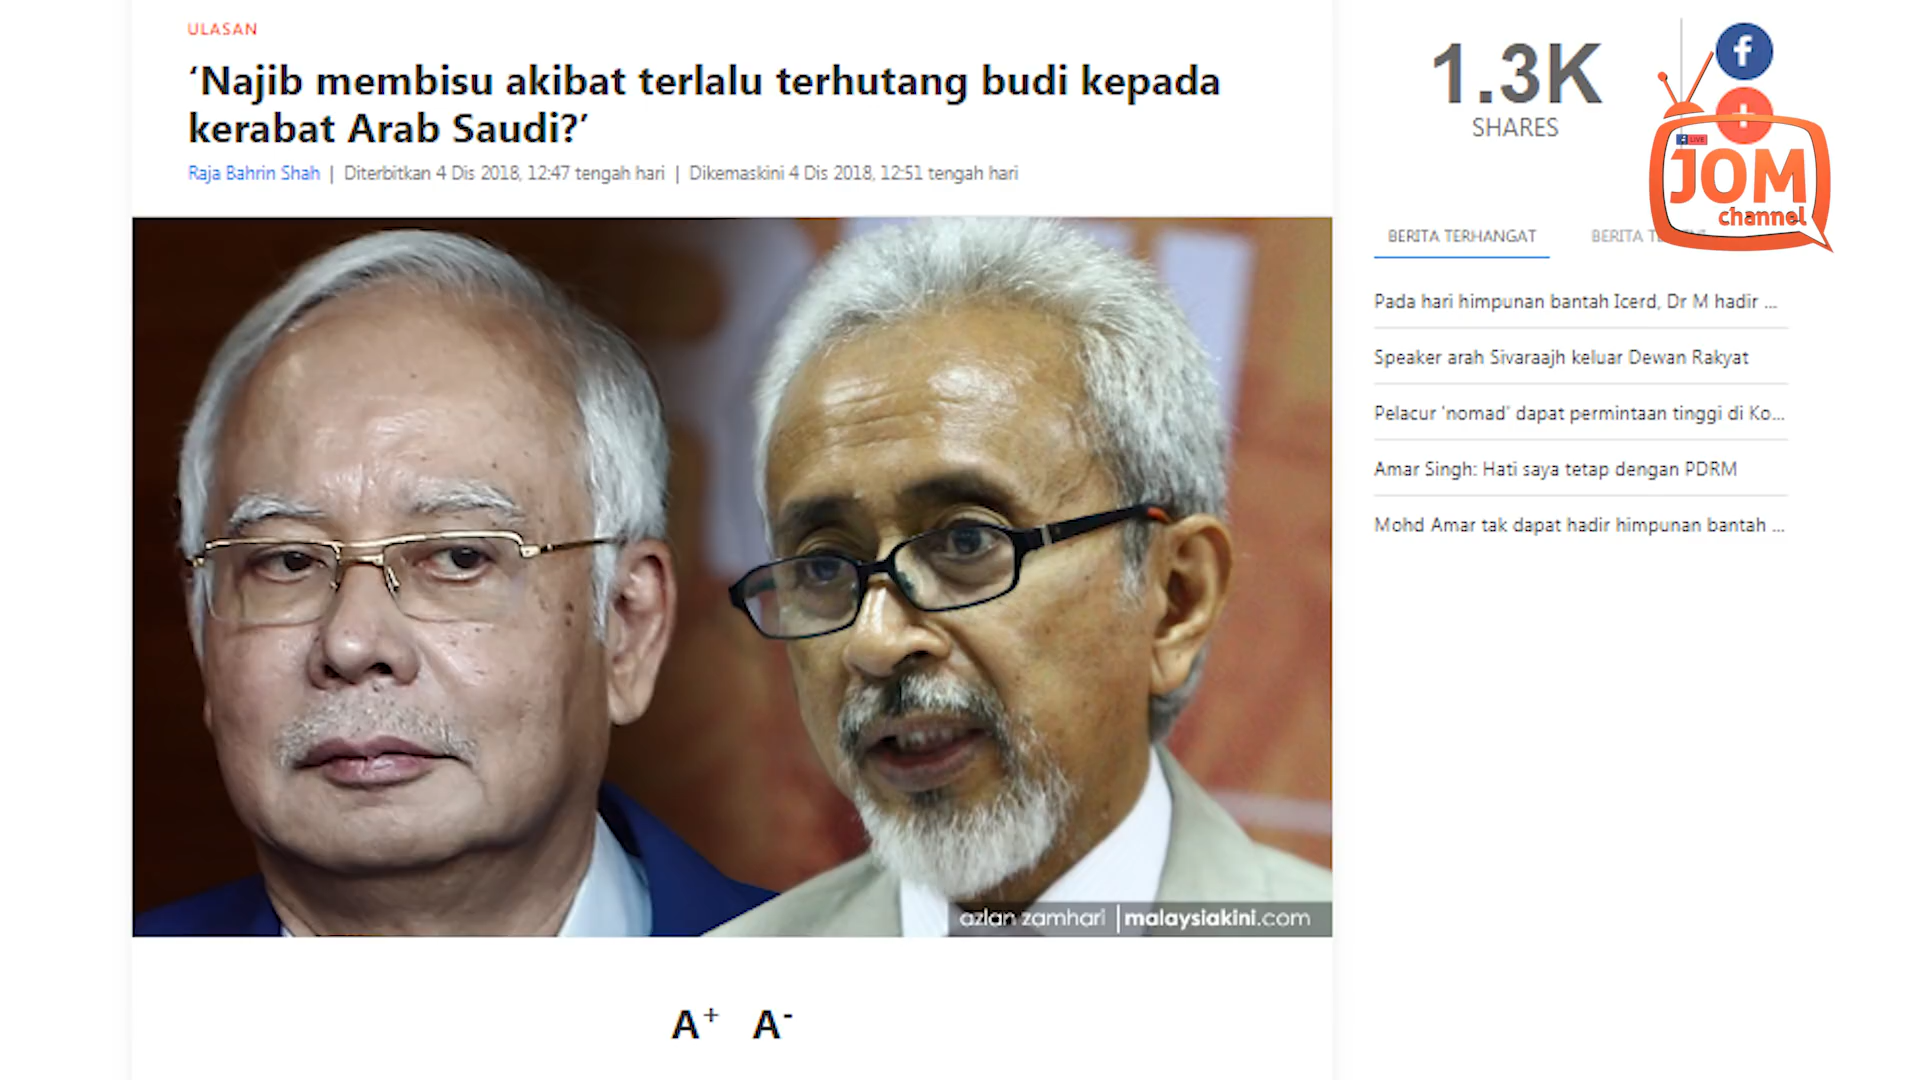 ULASAN
‘Najib membisu akibat terlalu terhutang budi kepada
kerabat Arab Saudi?’
Raja Bahrin Shah | Diterbitkan 4 Dis 2018, 12:47 tengah hari | Dikemaskini 4 Dis 2018, 12:51 tengah hari
azlan zamhari | malaysiakini.com
A+ A-
1.3K
SHARES
f
+
LIVE
JOM
channel
BERITA TERHANGAT BERITA
Pada hari himpunan bantah Icerd, Dr M hadir ...
Speaker arah Sivaraajh keluar Dewan Rakyat
Pelacur 'nomad' dapat permintaan tinggi di Ko...
Amar Singh: Hati saya tetap dengan PDRM
Mohd Amar tak dapat hadir himpunan bantah ...